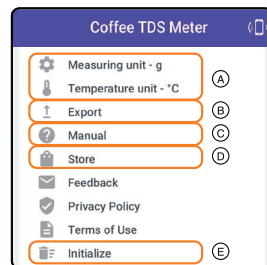 Coffee TDS Meter
Measuring unit - g
Temperature unit - °C
A
Export
B
Manual
C
Store
D
Feedback
Privacy Policy
Terms of Use
Initialize
E